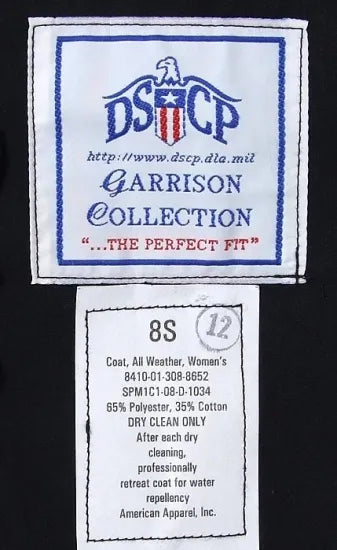 DSCP
http://www.dscp.dla.mil
GARRISON
COLLECTION
"...THE PERFECT FIT"
8S 12
Coat, All Weather, Women's
8410-01-308-8652
SPM1C1-08-D-1034
65% Polyester, 35% Cotton
DRY CLEAN ONLY
After each dry
cleaning,
professionally
retreat coat for water
repellency
American Apparel, Inc.